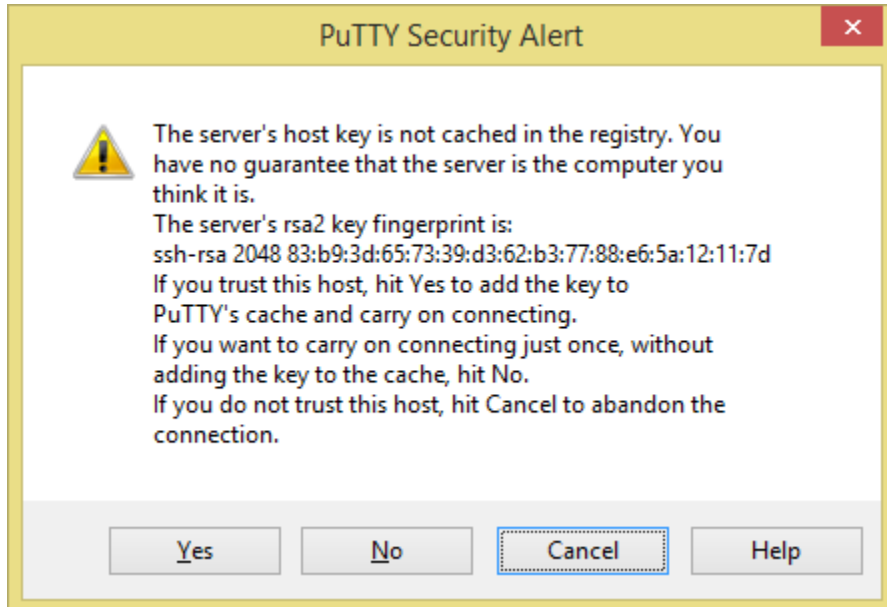 PuTTY Security Alert
The server's host key is not cached in the registry. You
have no guarantee that the server is the computer you
think it is.
The server's rsa2 key fingerprint is:
ssh-rsa 2048 83:b9:3d:65:73:39:d3:62:b3:77:88:e6:5a:12:11:7d
If you trust this host, hit Yes to add the key to
PuTTY's cache and carry on connecting.
If you want to carry on connecting just once, without
adding the key to the cache, hit No.
If you do not trust this host, hit Cancel to abandon the
connection.
Yes No Cancel Help